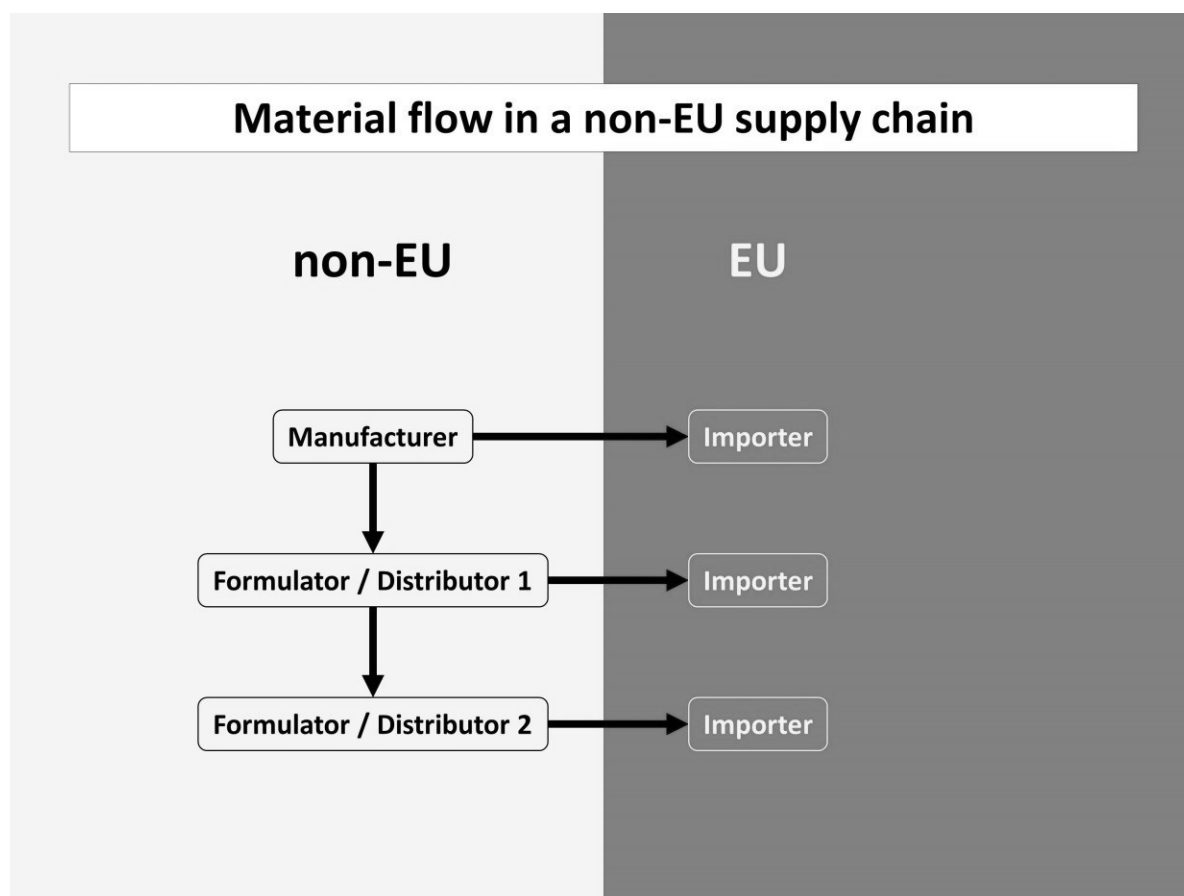 Material flow in a non-EU supply chain
non-EU
EU
Manufacturer
Importer
Formulator / Distributor 1
Importer
Formulator / Distributor 2
Importer